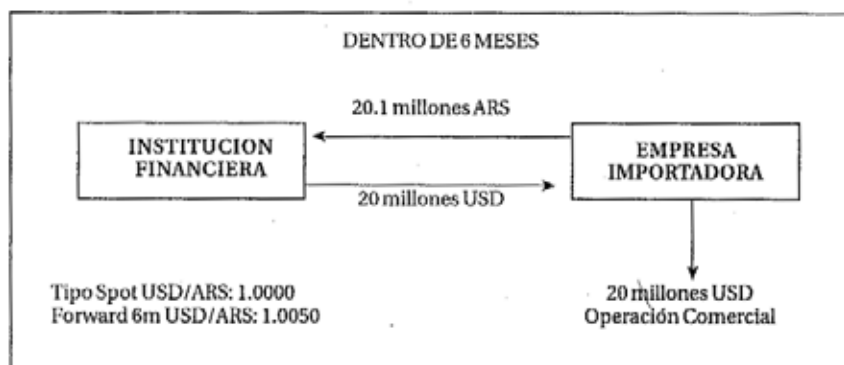 DENTRO DE 6 MESES
20.1 millones ARS
INSTITUCION
FINANCIERA
EMPRESA
IMPORTADORA
20 millones USD
Tipo Spot USD/ARS: 1.0000
Forward 6m USD/ARS: 1.0050
20 millones USD
Operación Comercial